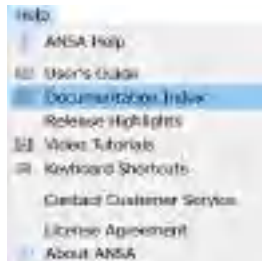 Help
ANSA Help
User's Guide
Documentation Index
Release Highlights
Video Tutorials
Keyboard Shortcuts
Contact Customer Service
License Agreement
About ANSA